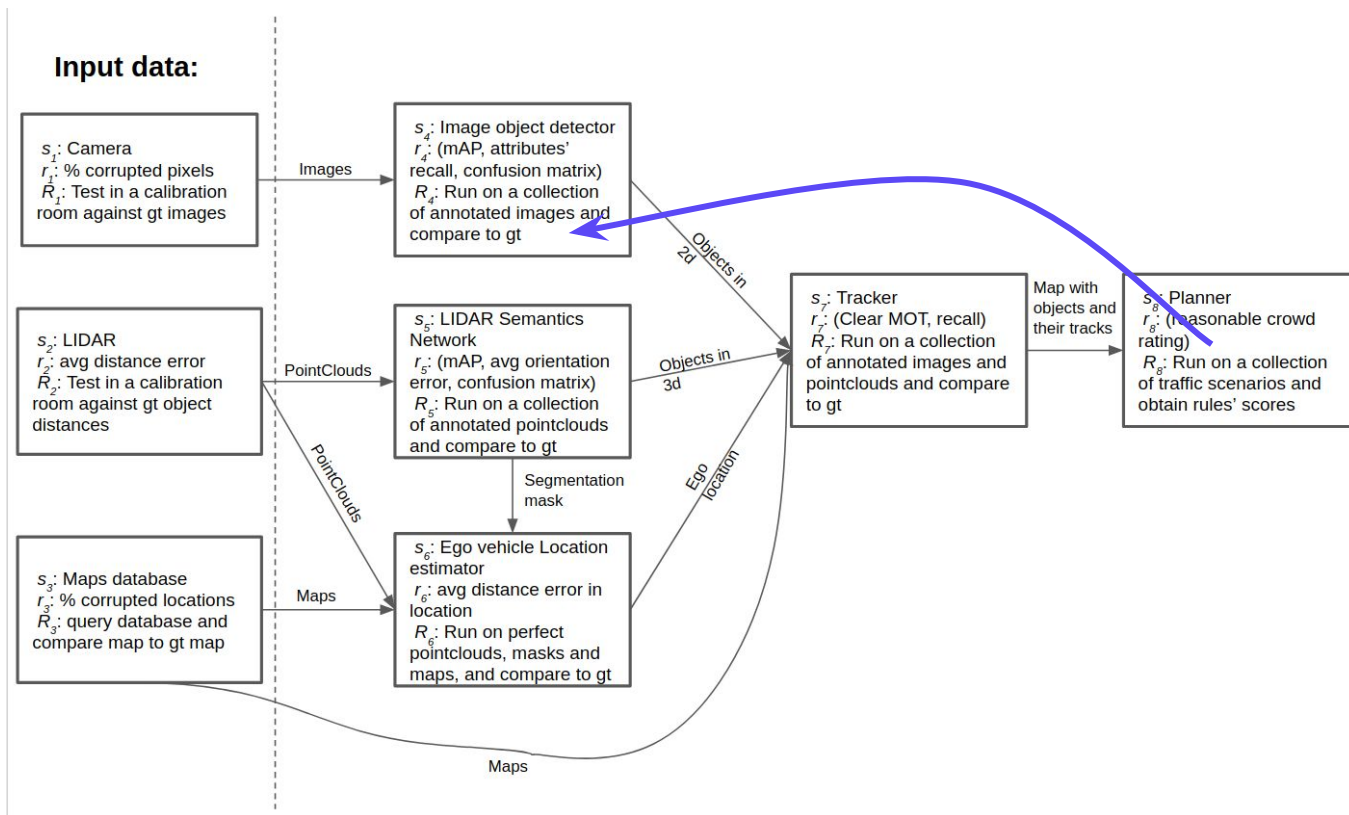 Input data:
s₁: Camera
r₁: % corrupted pixels
R₁: Test in a calibration
room against gt images
Images
s₄: Image object detector
r₄: (mAP, attributes’
recall, confusion matrix)
R₄: Run on a collection
of annotated images and
compare to gt
Objects in
2d
s₂: LIDAR
r₂: avg distance error
R₂: Test in a calibration
room against gt object
distances
PointClouds
PointClouds
s₅: LIDAR Semantics
Network
r₅: (mAP, avg orientation
error, confusion matrix)
R₅: Run on a collection
of annotated pointclouds
and compare to gt
Objects in
3d
Segmentation
mask
s₃: Maps database
r₃: % corrupted locations
R₃: query database and
compare map to gt map
Maps
s₆: Ego vehicle Location
estimator
r₆: avg distance error in
location
R₆: Run on perfect
pointclouds, masks and
maps, and compare to gt
Ego
location
Maps
s₇: Tracker
r₇: (Clear MOT, recall)
R₇: Run on a collection
of annotated images and
pointclouds and compare
to gt
Map with
objects and
their tracks
s₈: Planner
r₈: (reasonable crowd
rating)
R₈: Run on a collection
of traffic scenarios and
obtain rules’ scores